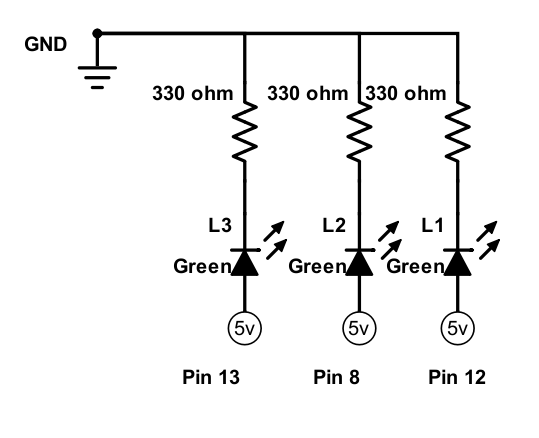 GND
330 ohm 330 ohm 330 ohm
L3 L2 L1
Green Green Green
5v 5v 5v
Pin 13 Pin 8 Pin 12